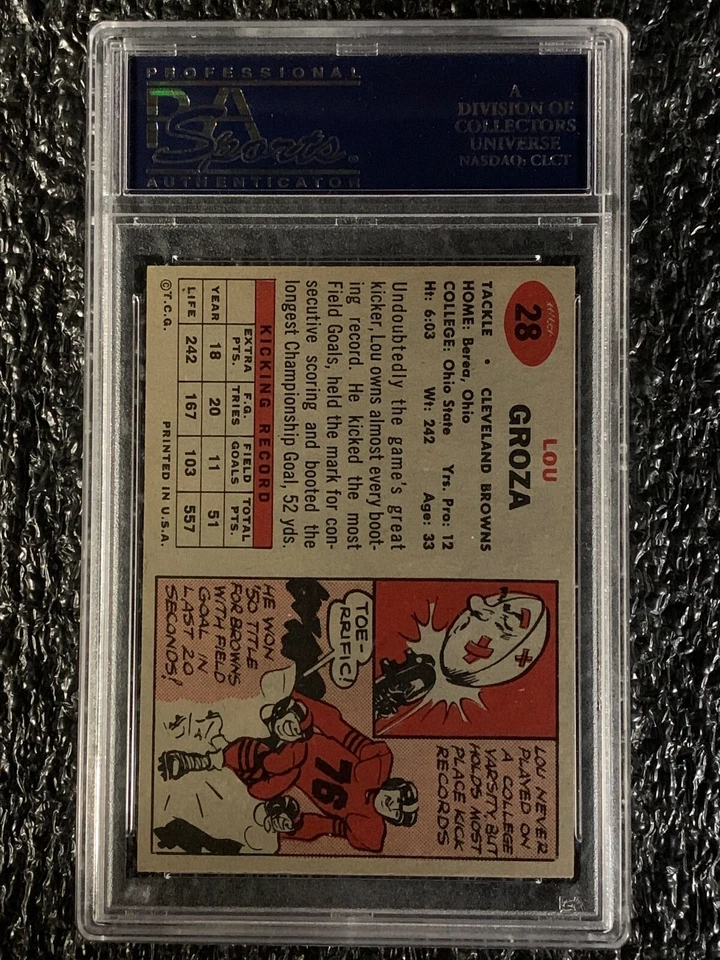 PROFESSIONAL
PSA
Sports.
AUTHENTICATOR
A
DIVISION OF
COLLECTORS
UNIVERSE
NASDAQ: CLCT
28
LOU
GROZA
TACKLE • CLEVELAND BROWNS
HOME: Berea, Ohio
COLLEGE: Ohio State Yrs. Pro: 12
Ht: 6:03 Wt: 242 Age: 33
Undoubtedly the game's great
kicker, Lou owns almost every boot-
ing record. He kicked the most
Field Goals, held the mark for con-
secutive scoring and booted the
longest Championship Goal, 52 yds.
KICKING RECORD
EXTRA PTS. F.G. TRIES FIELD GOALS TOTAL PTS.
YEAR 18 20 11 51
LIFE 242 167 103 557
©T.C.G. PRINTED IN U.S.A.
LOU NEVER
PLAYED ON
A COLLEGE
VARSITY, BUT
HOLDS MOST
PLACE KICK
RECORDS
TOE-
RRIFIC!
76
HE WON
'50 TITLE
FOR BROWNS
WITH FIELD
GOAL IN
LAST 20
SECONDS!